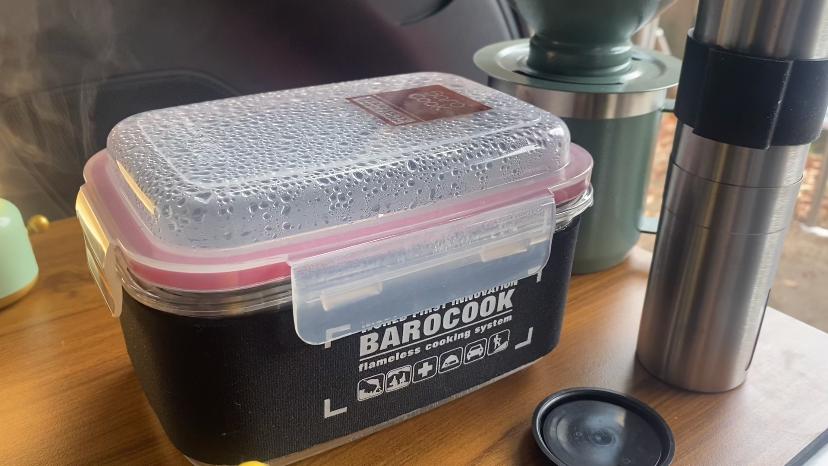 WORLD FIRST INNOVATION
BAROCOOK
flameless cooking system